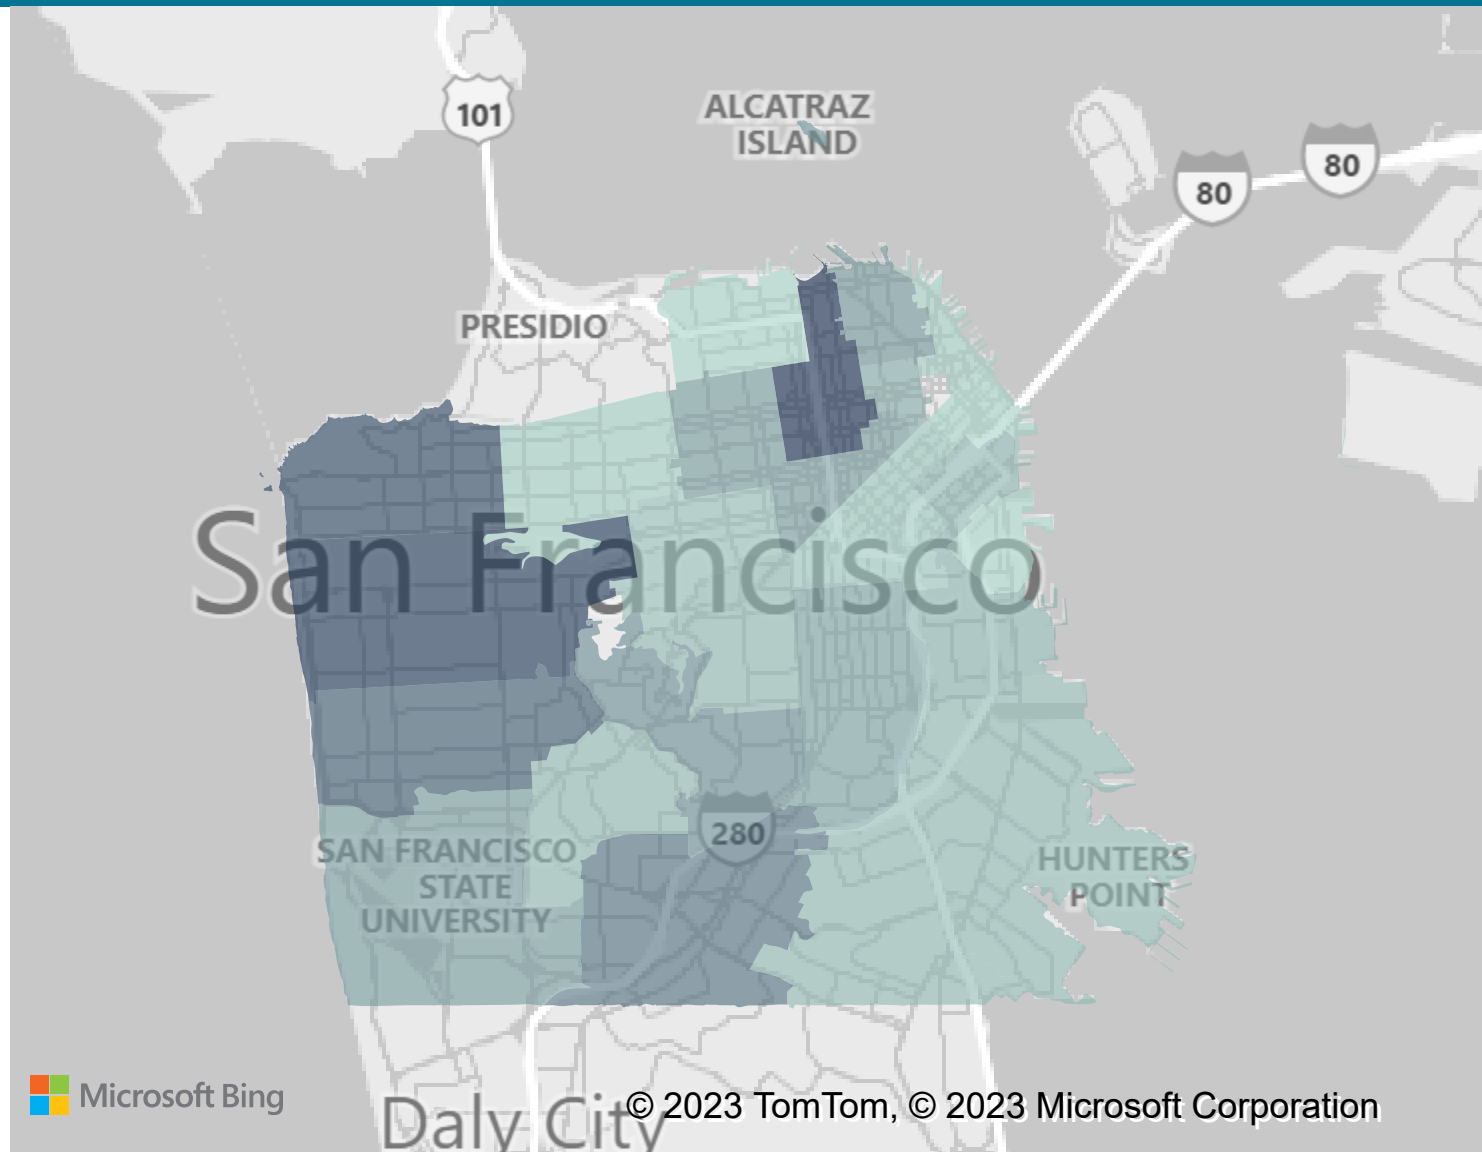 101
ALCATRAZ
ISLAND
80
80
PRESIDIO
San Francisco
280
SAN FRANCISCO
STATE
UNIVERSITY
HUNTERS
POINT
Microsoft Bing
Daly City
© 2023 TomTom, © 2023 Microsoft Corporation